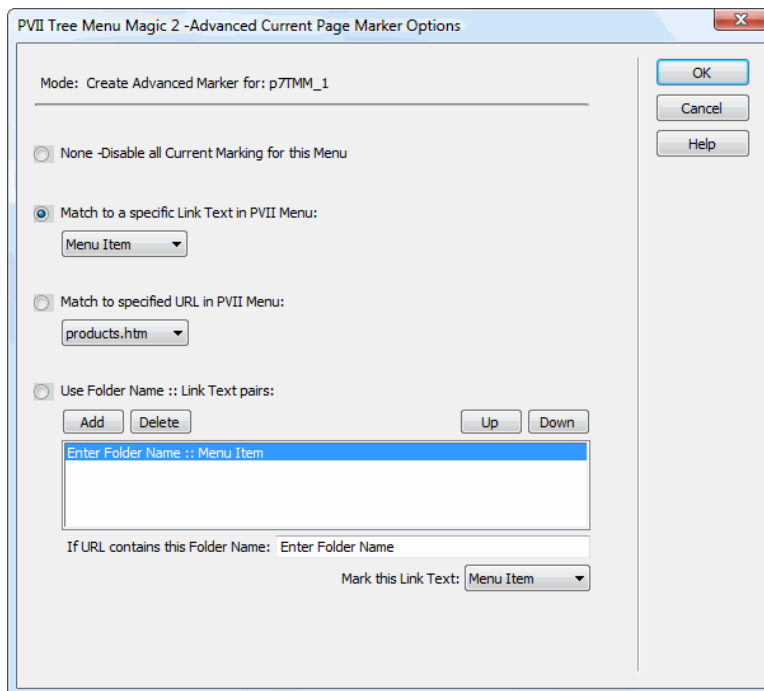 PVII Tree Menu Magic 2 -Advanced Current Page Marker Options
Mode: Create Advanced Marker for: p7TMM_1
OK
Cancel
Help
None -Disable all Current Marking for this Menu
Match to a specific Link Text in PVII Menu:
Menu Item
Match to specified URL in PVII Menu:
products.htm
Use Folder Name :: Link Text pairs:
Add Delete Up Down
Enter Folder Name :: Menu Item
If URL contains this Folder Name: Enter Folder Name
Mark this Link Text: Menu Item